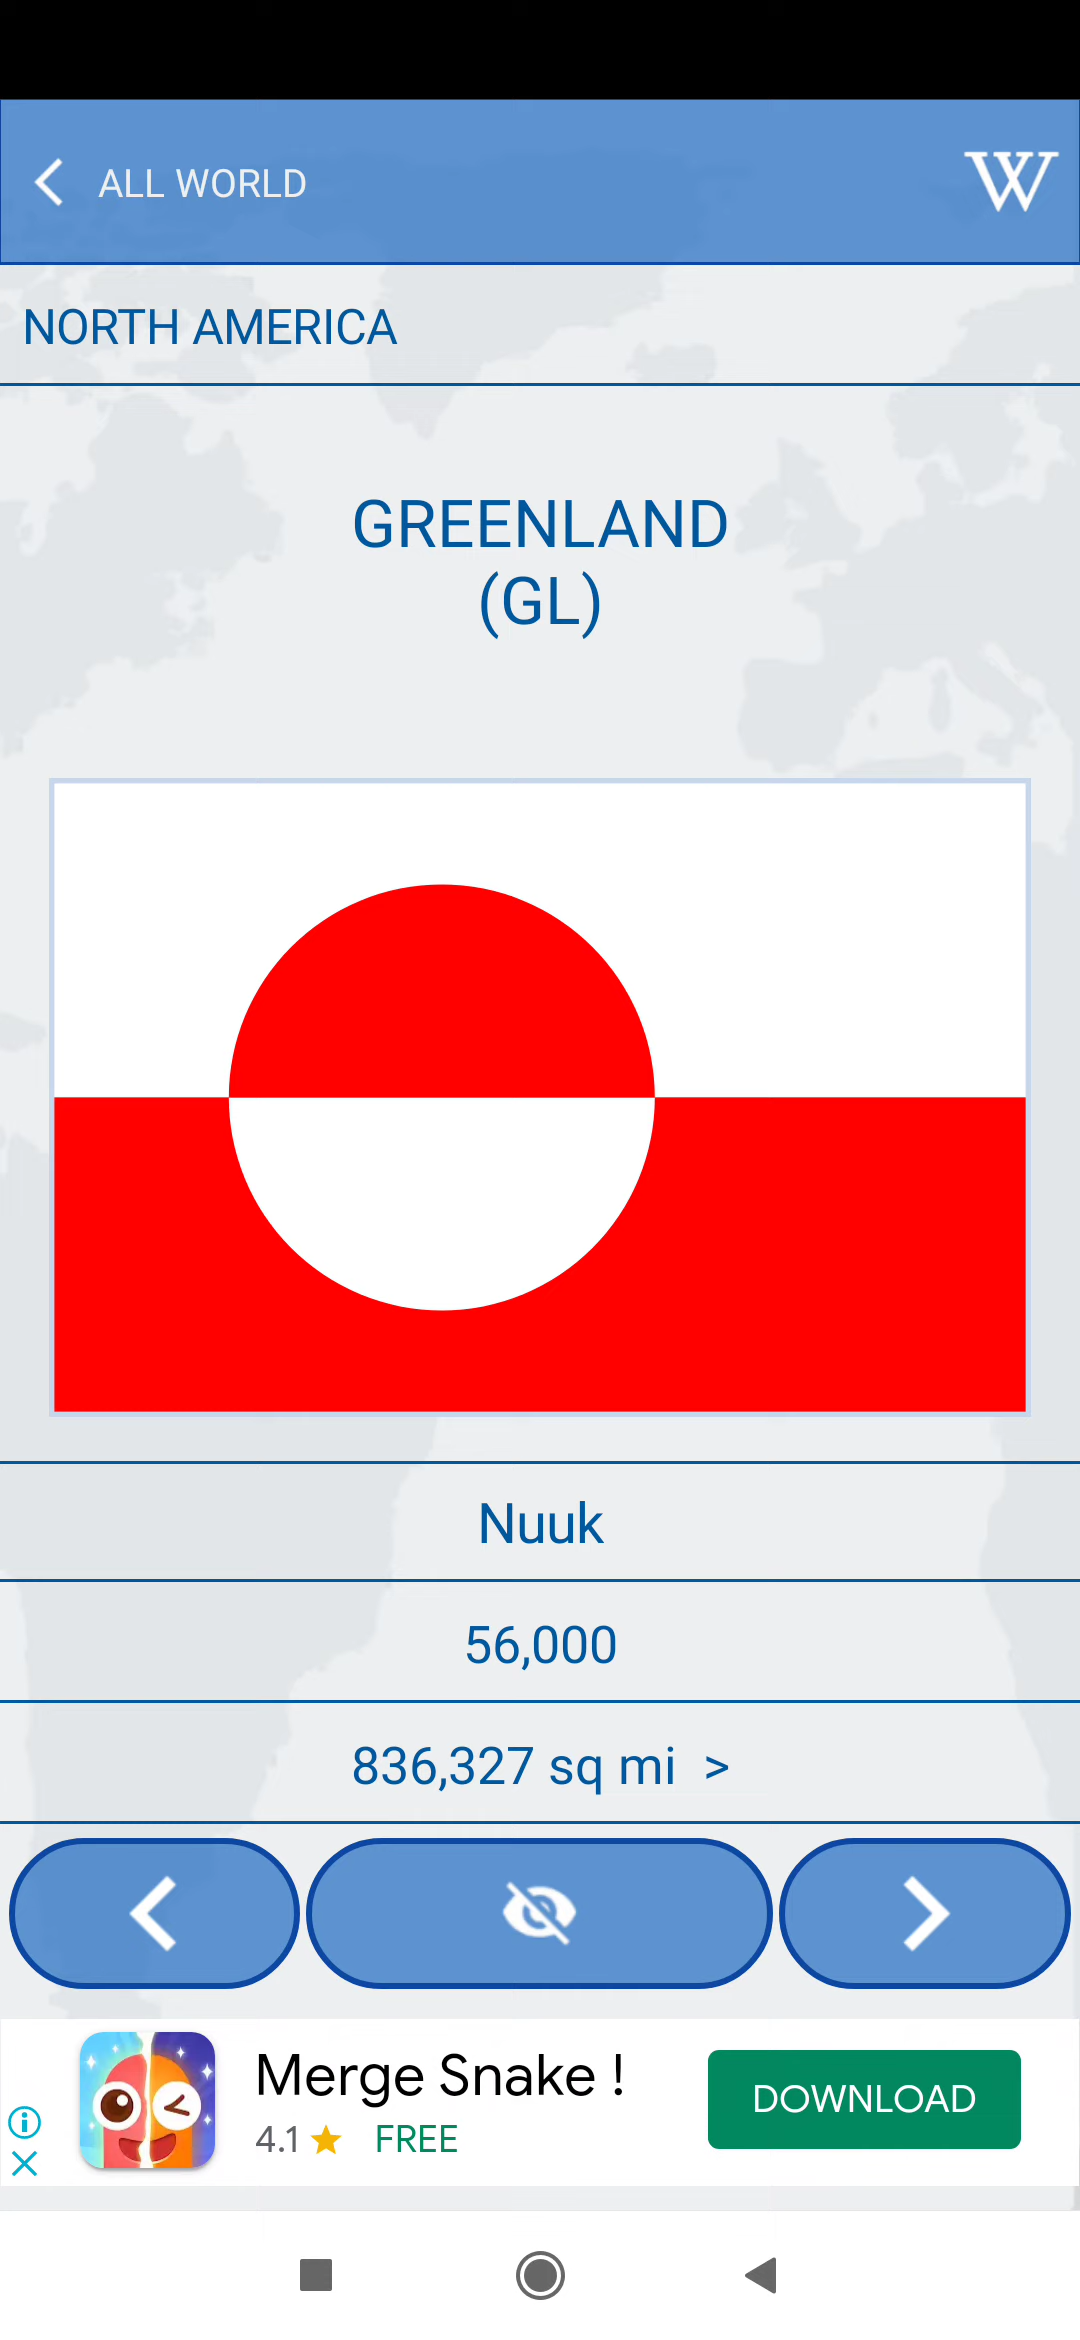 ALL WORLD
W
NORTH AMERICA
GREENLAND
(GL)
Nuuk
56,000
836,327 sq mi >
Merge Snake !
4.1 FREE
DOWNLOAD